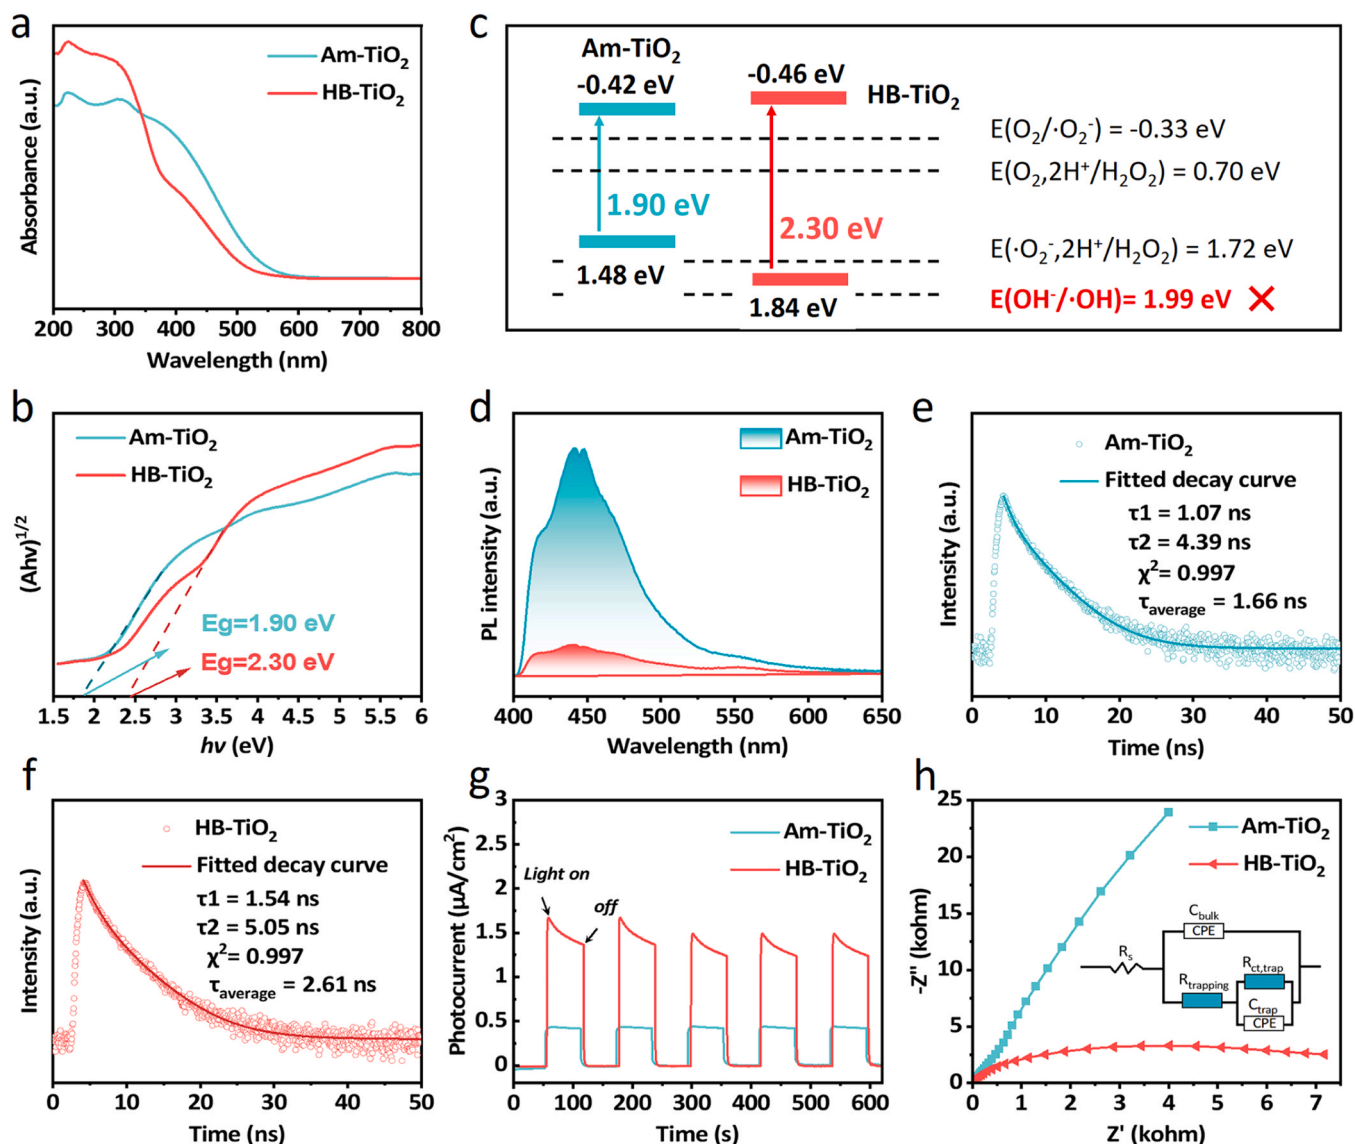 a
Absorbance (a.u.)
Am-TiO₂
HB-TiO₂
200 300 400 500 600 700 800
Wavelength (nm)
c
Am-TiO₂
-0.42 eV
-0.46 eV
HB-TiO₂
1.90 eV
2.30 eV
1.48 eV
1.84 eV
E(O₂/·O₂⁻) = -0.33 eV
E(O₂,2H⁺/H₂O₂) = 0.70 eV
E(·O₂⁻,2H⁺/H₂O₂) = 1.72 eV
E(OH⁻/·OH)= 1.99 eV ✕
b
(Ahv)¹/²
Am-TiO₂
HB-TiO₂
Eg=1.90 eV
Eg=2.30 eV
1.5 2 2.5 3 3.5 4 4.5 5 5.5 6
hv (eV)
d
PL intensity (a.u.)
Am-TiO₂
HB-TiO₂
400 450 500 550 600 650
Wavelength (nm)
e
Intensity (a.u.)
Am-TiO₂
Fitted decay curve
τ1 = 1.07 ns
τ2 = 4.39 ns
χ²= 0.997
τaverage = 1.66 ns
0 10 20 30 40 50
Time (ns)
f
Intensity (a.u.)
HB-TiO₂
Fitted decay curve
τ1 = 1.54 ns
τ2 = 5.05 ns
χ²= 0.997
τaverage = 2.61 ns
0 10 20 30 40 50
Time (ns)
g
Photocurrent (μA/cm²)
3
2.5
2
1.5
1
0.5
0
Am-TiO₂
HB-TiO₂
Light on
off
0 100 200 300 400 500 600
Time (s)
h
-Z" (kohm)
25
20
15
10
5
0
Am-TiO₂
HB-TiO₂
Rs
Cbulk
CPE
Rtrapping
Rct,trap
Ctrap
CPE
0 1 2 3 4 5 6 7
Z' (kohm)